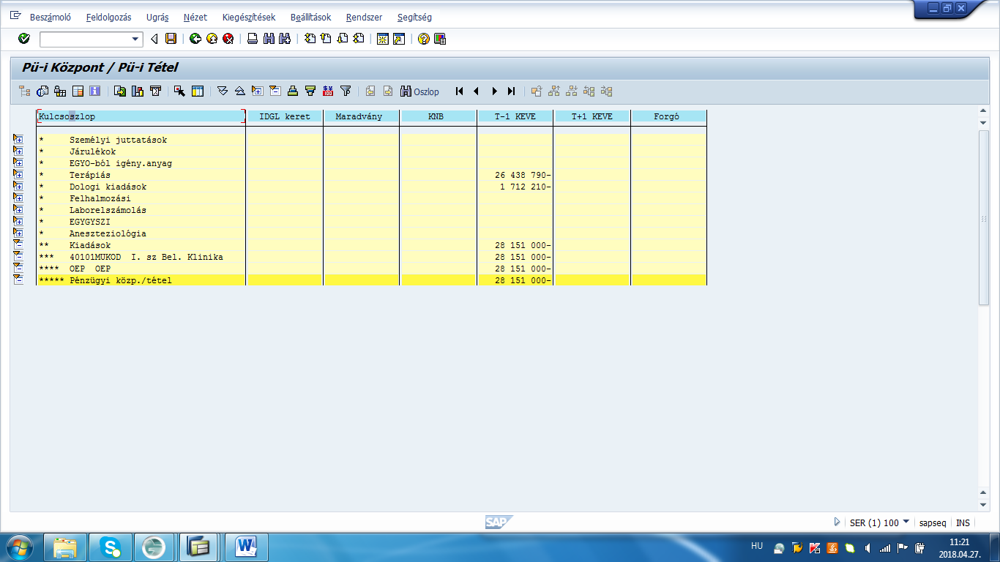 Beszámoló Feldolgozás Ugrás Nézet Kiegészítések Beállítások Rendszer Segítség
Pü-i Központ / Pü-i Tétel
Oszlop
Kulcsoszlop IDGL keret Maradvány KNB T-1 KEVE T+1 KEVE Forgó
* Személyi juttatások
* Járulékok
* EGYO-ból igény.anyag
* Terápiás 26 438 790-
* Dologi kiadások 1 712 210-
* Felhalmozási
* Laborelszámolás
* EGYGYSZI
* Aneszteziológia
** Kiadások 28 151 000-
*** 40101MUKOD I. sz Bel. Klinika 28 151 000-
**** OEP OEP 28 151 000-
***** Pénzügyi közp./tétel 28 151 000-
SAP SER (1) 100 sapseq INS
HU 11:21
2018.04.27.